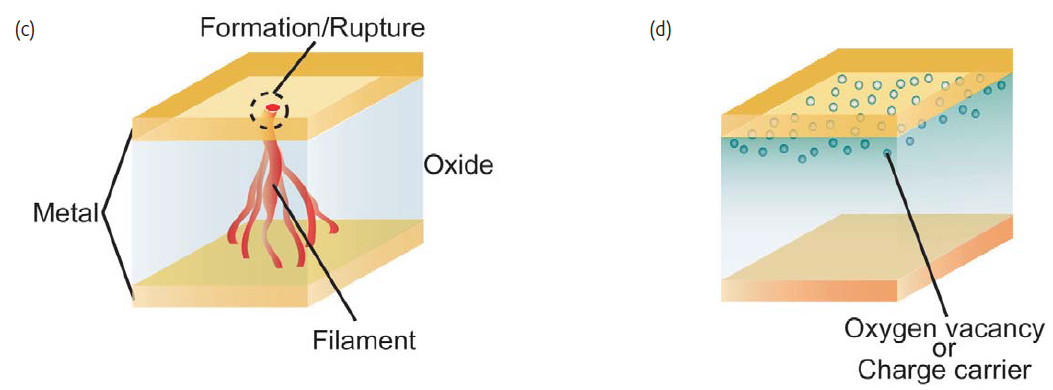 (c)
Formation/Rupture
Oxide
Metal
Filament
(d)
Oxygen vacancy
or
Charge carrier